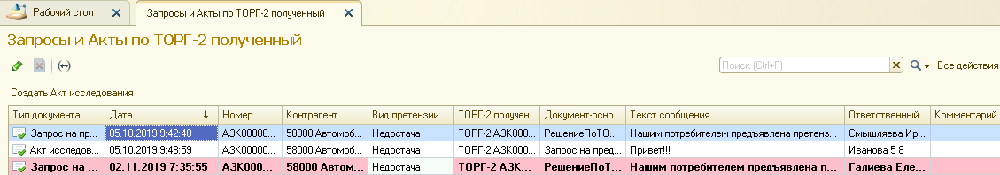 Рабочий стол
Запросы и Акты по ТОРГ-2 полученный
Запросы и Акты по ТОРГ-2 полученный
Поиск (Ctrl+F)
Все действия
Создать Акт исследования
Тип документа Дата Номер Контрагент Вид претензии ТОРГ-2 получен... Документ-осно... Текст сообщения Ответственный Комментарий
Запрос на пр... 05.10.2019 9:42:48 АЗК00000... 58000 Автомоб... Недостача ТОРГ-2 АЗК0... РешениеПоТО... Нашим потребителем предъявлена претенз... Смышляева Ир...
Акт исследов... 05.10.2019 9:48:59 АЗК00000... 58000 Автомоб... Недостача ТОРГ-2 АЗК0... Запрос на пред... Привет!!! Иванова 5 8
Запрос на ... 02.11.2019 7:35:55 АЗК000... 58000 Автом... Недостача ТОРГ-2 АЗК... РешениеПоТ... Нашим потребителем предъявлена п... Галиева Еле...